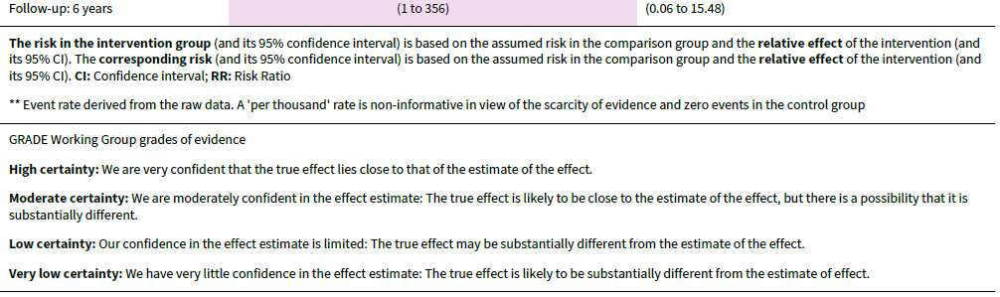 Follow-up: 6 years (1 to 356) (0.06 to 15.48)
The risk in the intervention group (and its 95% confidence interval) is based on the assumed risk in the comparison group and the relative effect of the intervention (and
its 95% CI). The corresponding risk (and its 95% confidence interval) is based on the assumed risk in the comparison group and the relative effect of the intervention (and
its 95% CI). CI: Confidence interval; RR: Risk Ratio
** Event rate derived from the raw data. A 'per thousand' rate is non-informative in view of the scarcity of evidence and zero events in the control group
GRADE Working Group grades of evidence
High certainty: We are very confident that the true effect lies close to that of the estimate of the effect.
Moderate certainty: We are moderately confident in the effect estimate: The true effect is likely to be close to the estimate of the effect, but there is a possibility that it is
substantially different.
Low certainty: Our confidence in the effect estimate is limited: The true effect may be substantially different from the estimate of the effect.
Very low certainty: We have very little confidence in the effect estimate: The true effect is likely to be substantially different from the estimate of effect.